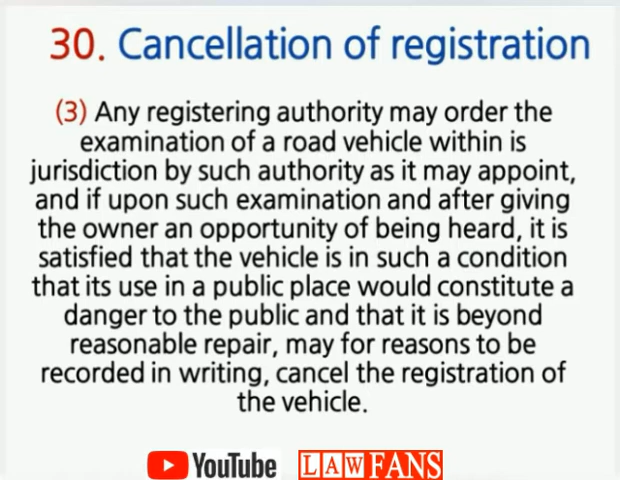 30. Cancellation of registration
(3) Any registering authority may order the
examination of a road vehicle within is
jurisdiction by such authority as it may appoint,
and if upon such examination and after giving
the owner an opportunity of being heard, it is
satisfied that the vehicle is in such a condition
that its use in a public place would constitute a
danger to the public and that it is beyond
reasonable repair, may for reasons to be
recorded in writing, cancel the registration of
the vehicle.
YouTube LAWFANS